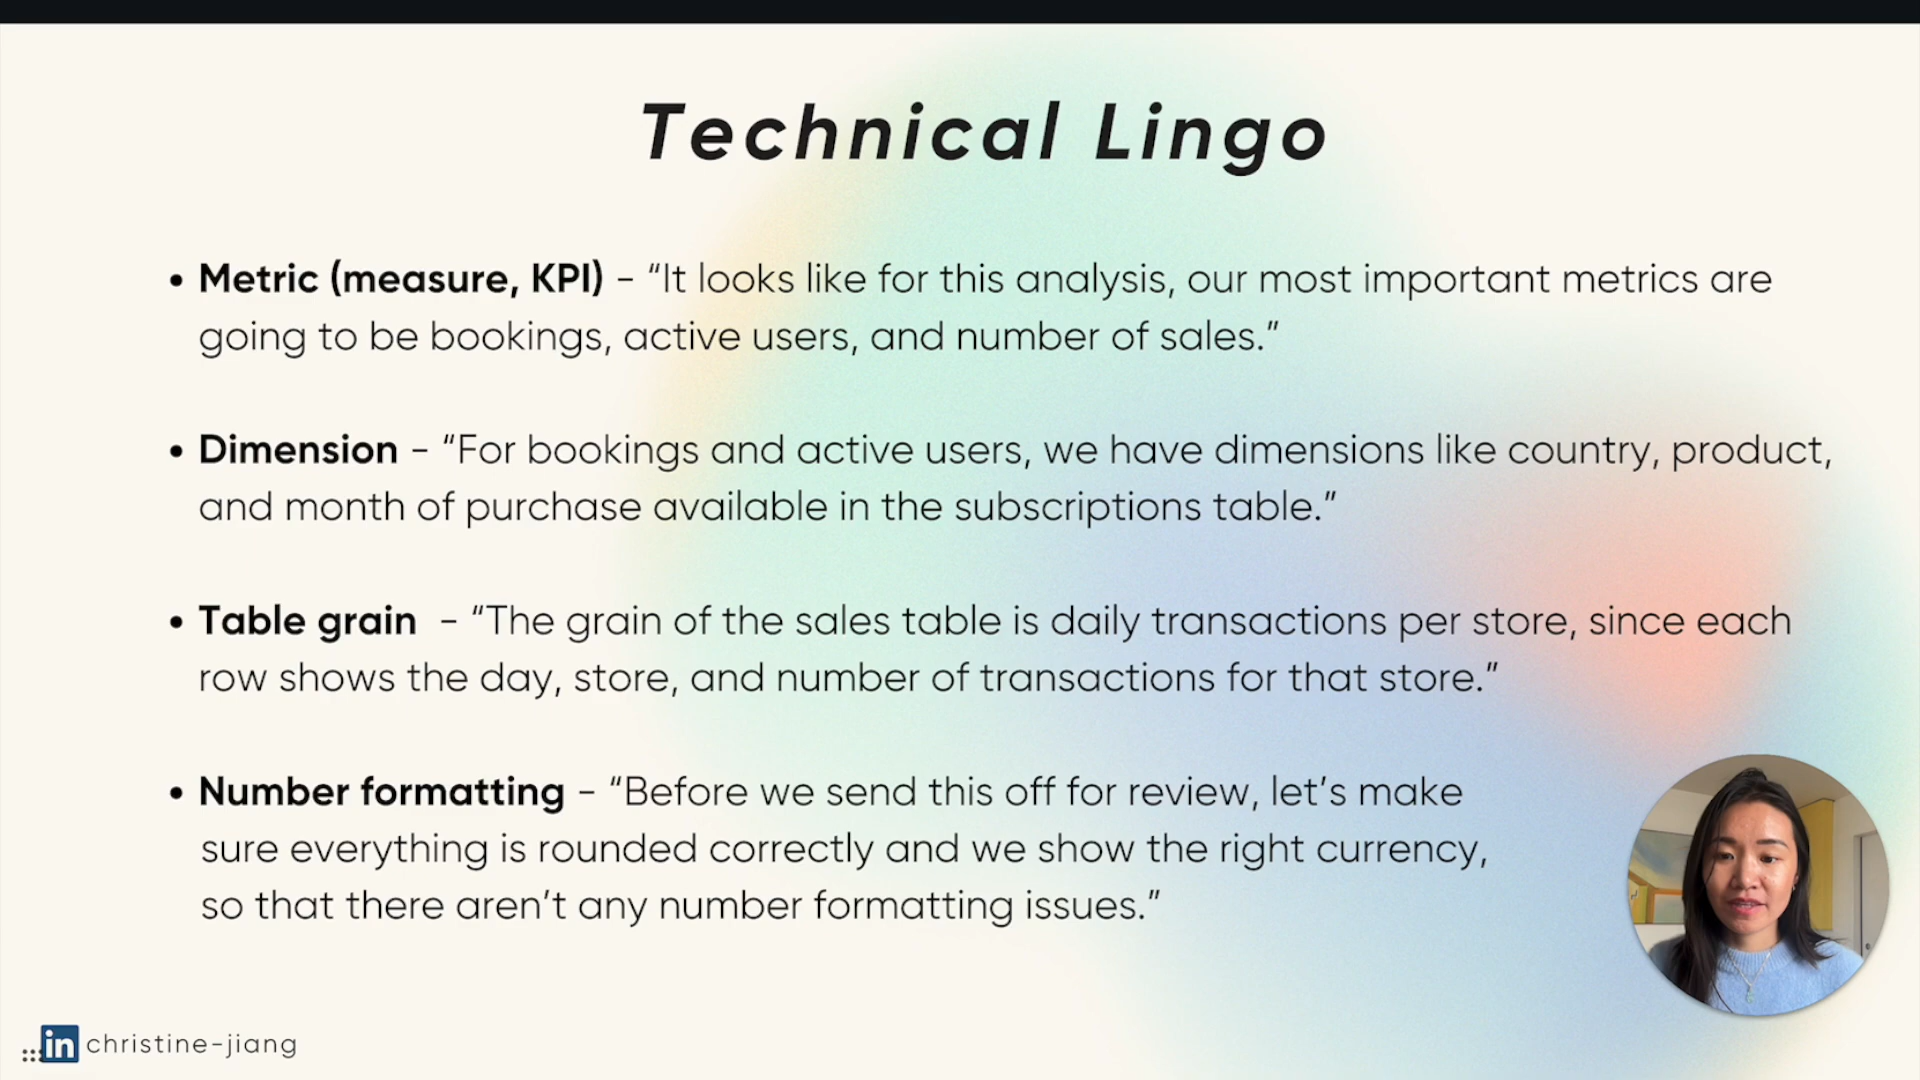 Technical Lingo
• Metric (measure, KPI) - “It looks like for this analysis, our most important metrics are
going to be bookings, active users, and number of sales.”
• Dimension - “For bookings and active users, we have dimensions like country, product,
and month of purchase available in the subscriptions table.”
• Table grain - “The grain of the sales table is daily transactions per store, since each
row shows the day, store, and number of transactions for that store.”
• Number formatting - “Before we send this off for review, let’s make
sure everything is rounded correctly and we show the right currency,
so that there aren’t any number formatting issues.”
in christine-jiang